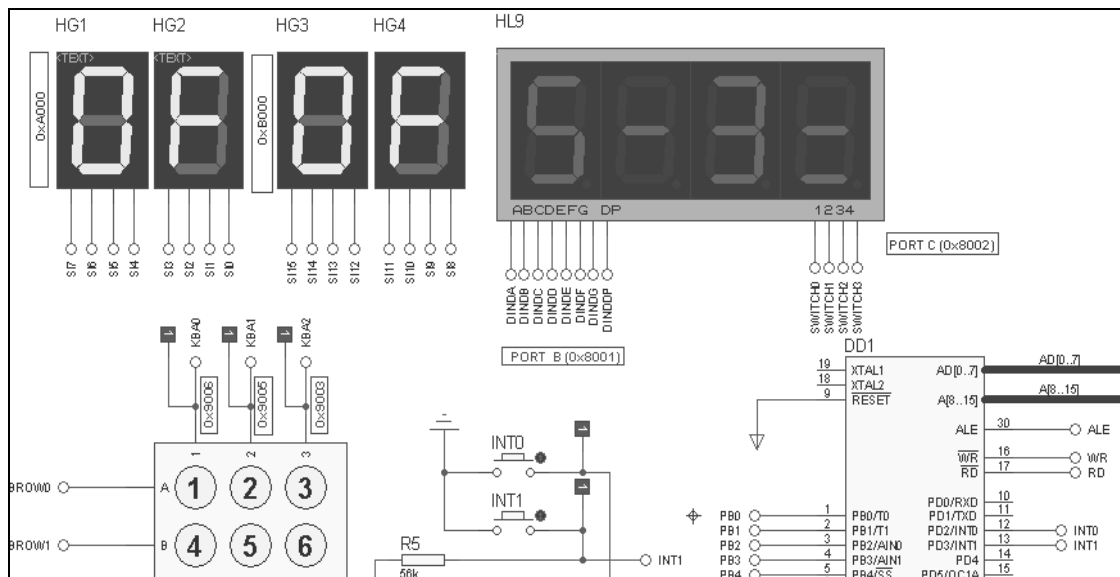 HG1 HG2 HG3 HG4 HL9
<TEXT> <TEXT>
0xA000
0xB000
ABCDEFG DP 1234
PORT C (0x8002)
SI7 SI6 SI5 SI4 SI3 SI2 SI1 SI0 SI15 SI14 SI13 SI12 SI11 SI10 SI9 SI8
DINDA DINDB DINDC DINDD DINDE DINDF DINDG DINDDP
SWITCH0 SWITCH1 SWITCH2 SWITCH3
PORT B (0x8001)
1 KBA0 1 KBA1 1 KBA2
0x9006 0x9005 0x9003
1 2 3
BROW0 A 1 2 3
BROW1 B 4 5 6
INT0 1
INT1 1
R5
56k
INT1
DD1
19 XTAL1 AD[0..7] AD[0..7]
18 XTAL2
9 RESET A[8..15] A[8..15]
ALE 30 ALE
WR 16 WR
RD 17 RD
PD0/RXD 10
PB0 1 PB0/T0 PD1/TXD 11
PB1 2 PB1/T1 PD2/INT0 12 INT0
PB2 3 PB2/AIN0 PD3/INT1 13 INT1
PB3 4 PB3/AIN1 PD4 14
PB4 5 PB4/SS PD5/OC1A 15